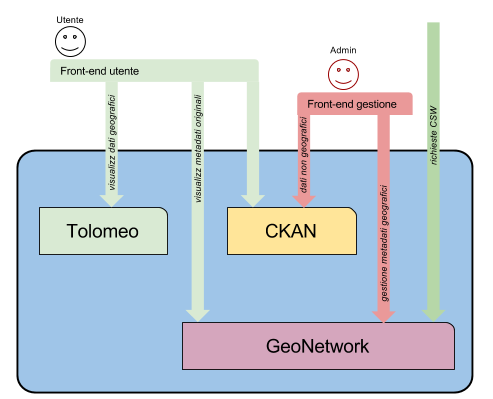 Utente
Admin
Front-end utente
Front-end gestione
visualizz dati geografici
visualizz metadati originali
dati non geografici
gestione metadati geografici
richieste CSW
Tolomeo
CKAN
GeoNetwork